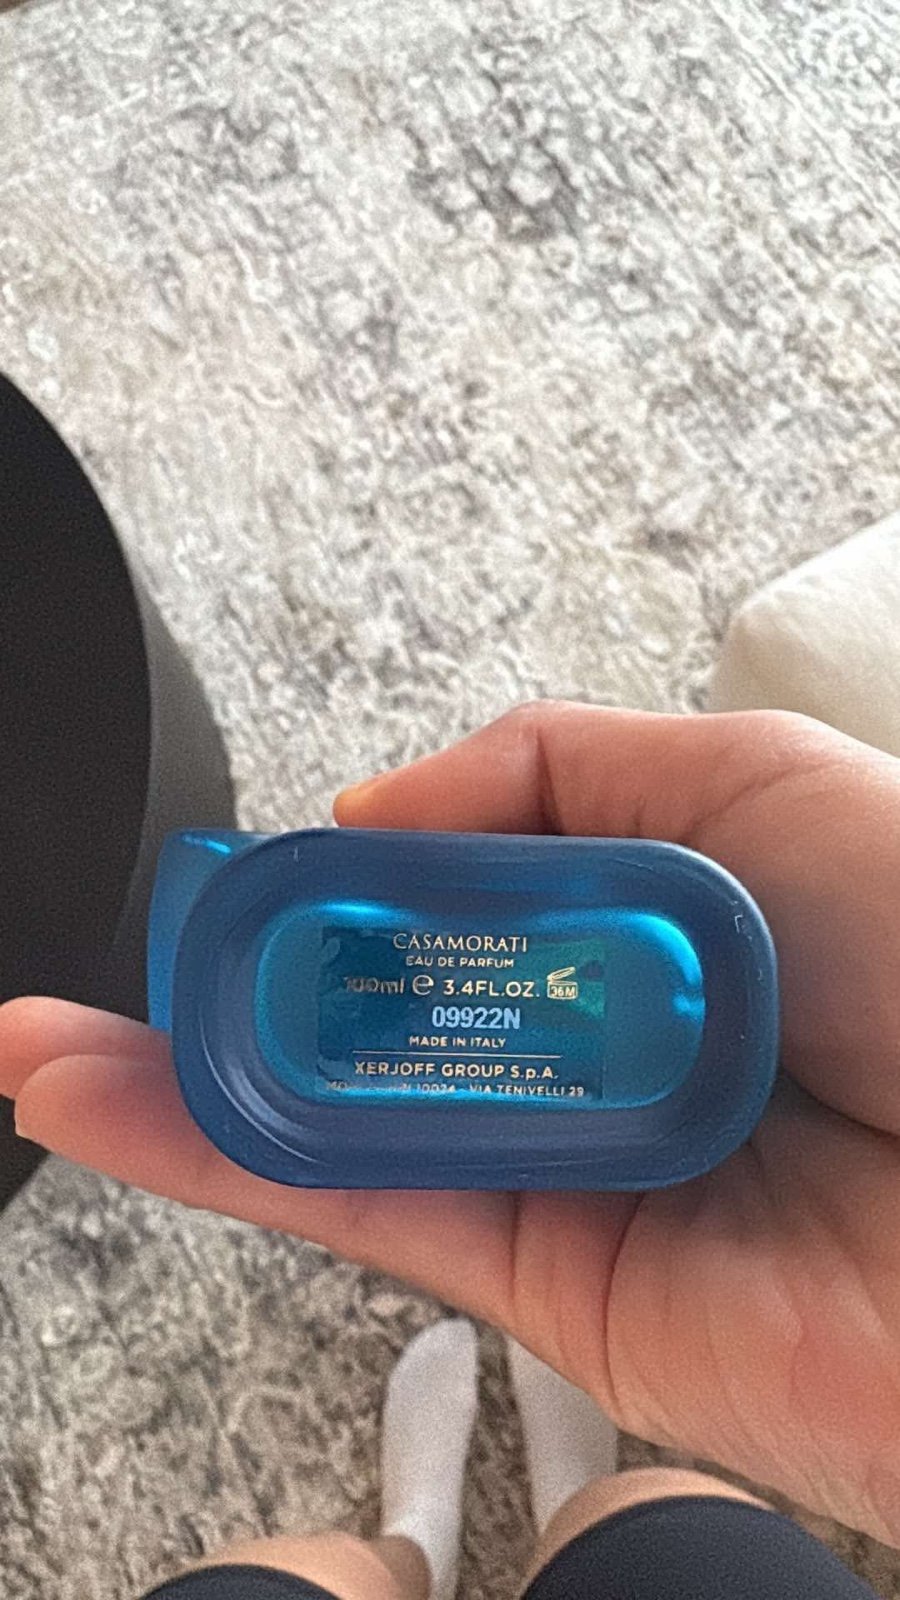 CASAMORATI
EAU DE PARFUM
100ml ℮ 3.4FL.OZ. 36M
09922N
MADE IN ITALY
XERJOFF GROUP S.p.A.
10024 - VIA TENIVELLI 29